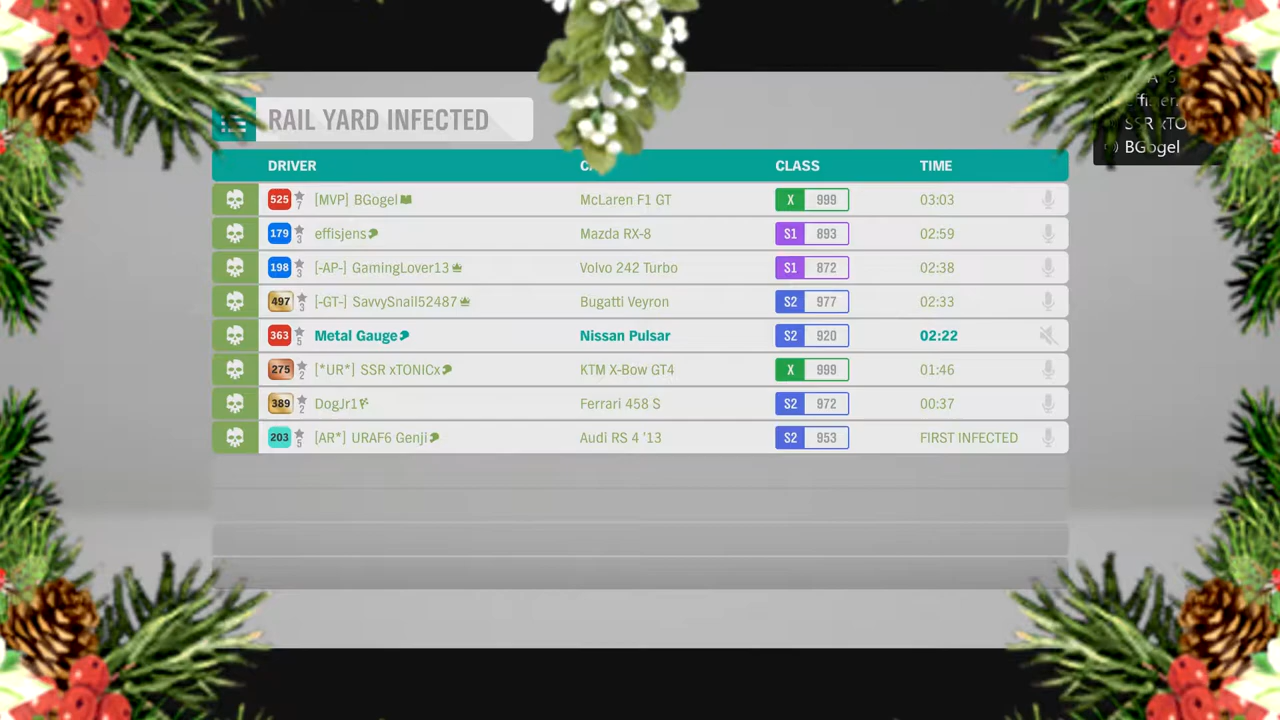 RAIL YARD INFECTED
SSR xTO
BGogel
DRIVER CLASS TIME
525 7 [MVP] BGogel McLaren F1 GT X 999 03:03
179 3 effisjens Mazda RX-8 S1 893 02:59
198 3 [-AP-] GamingLover13 Volvo 242 Turbo S1 872 02:38
497 3 [-GT-] SavvySnail52487 Bugatti Veyron S2 977 02:33
363 5 Metal Gauge Nissan Pulsar S2 920 02:22
275 2 [*UR*] SSR xTONICx KTM X-Bow GT4 X 999 01:46
389 2 DogJr1 Ferrari 458 S S2 972 00:37
203 5 [AR*] URAF6 Genji Audi RS 4 '13 S2 953 FIRST INFECTED